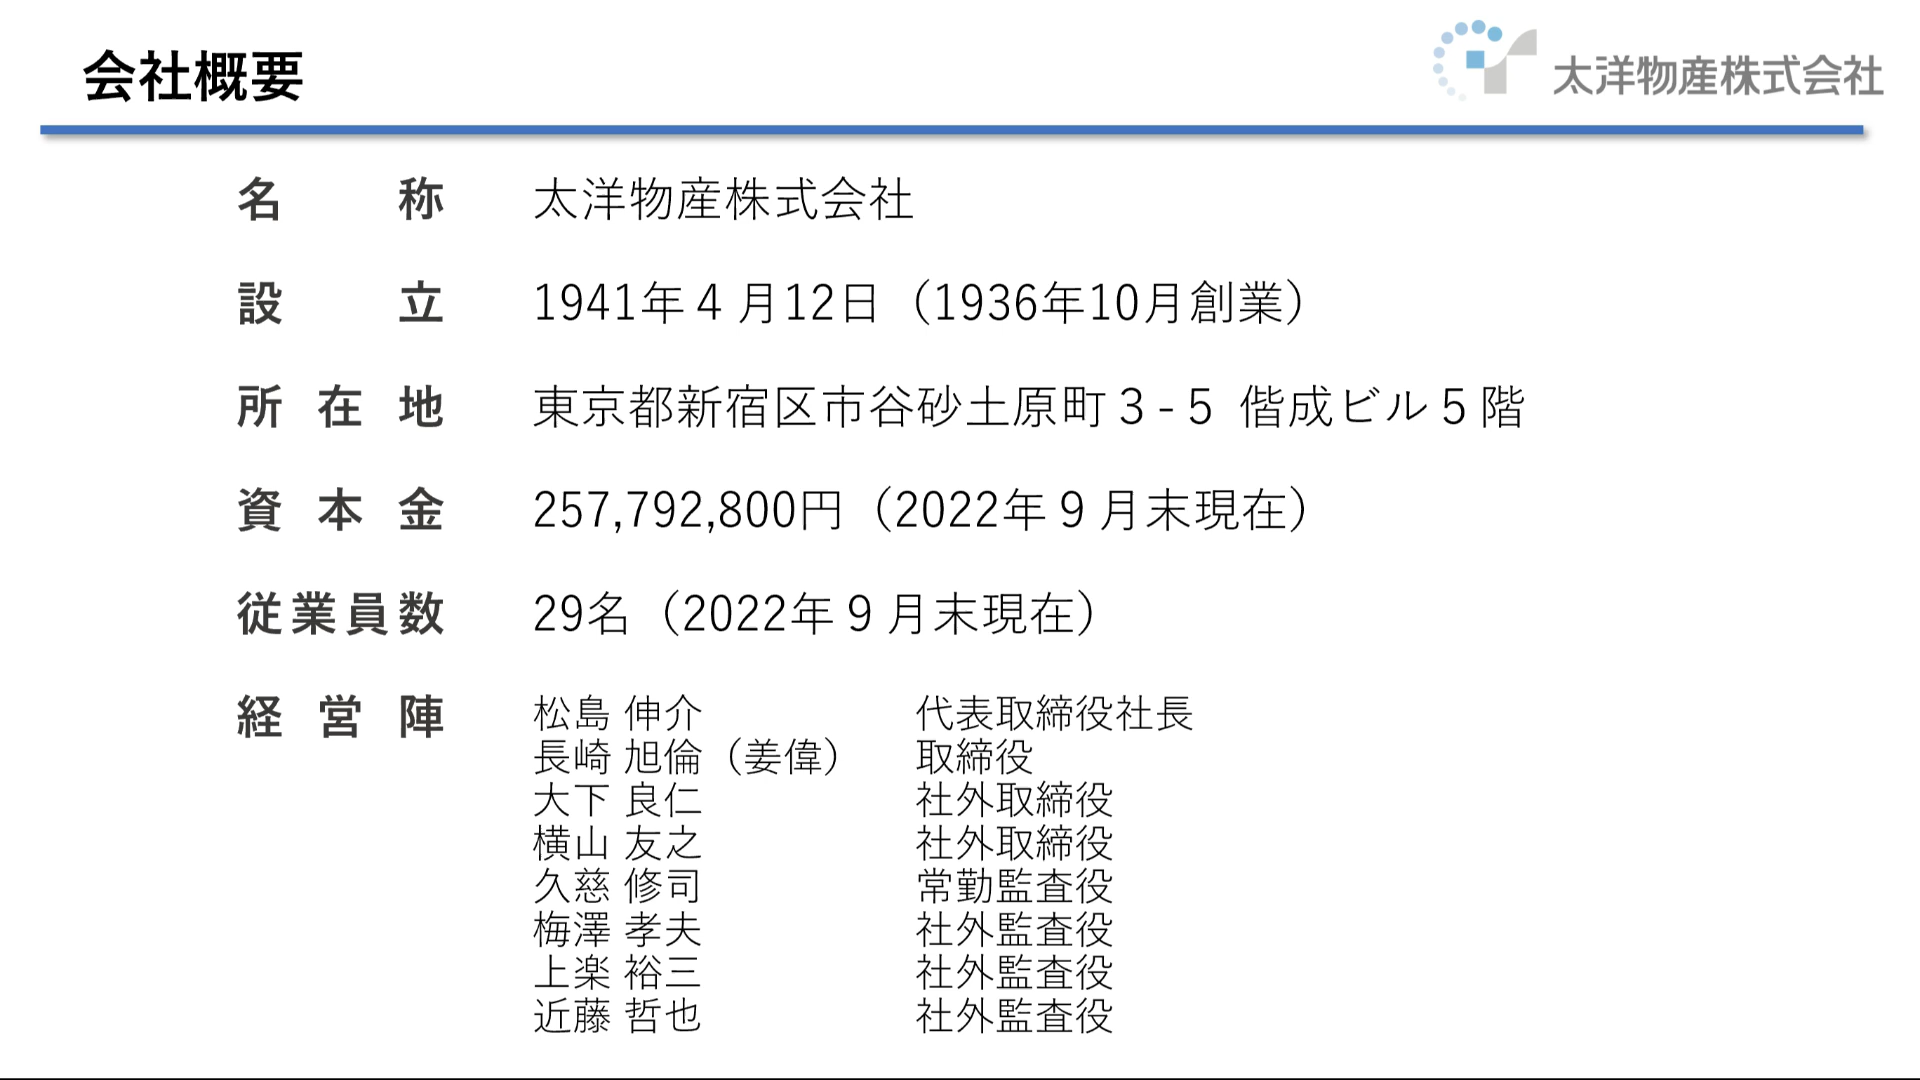 会社概要
太洋物産株式会社
名称 太洋物産株式会社
設立 1941年４月12日（1936年10月創業）
所在地 東京都新宿区市谷砂土原町３-５ 偕成ビル５階
資本金 257,792,800円（2022年９月末現在）
従業員数 29名（2022年９月末現在）
経営陣 松島 伸介 代表取締役社長
長崎 旭倫（姜偉） 取締役
大下 良仁 社外取締役
横山 友之 社外取締役
久慈 修司 常勤監査役
梅澤 孝夫 社外監査役
上楽 裕三 社外監査役
近藤 哲也 社外監査役